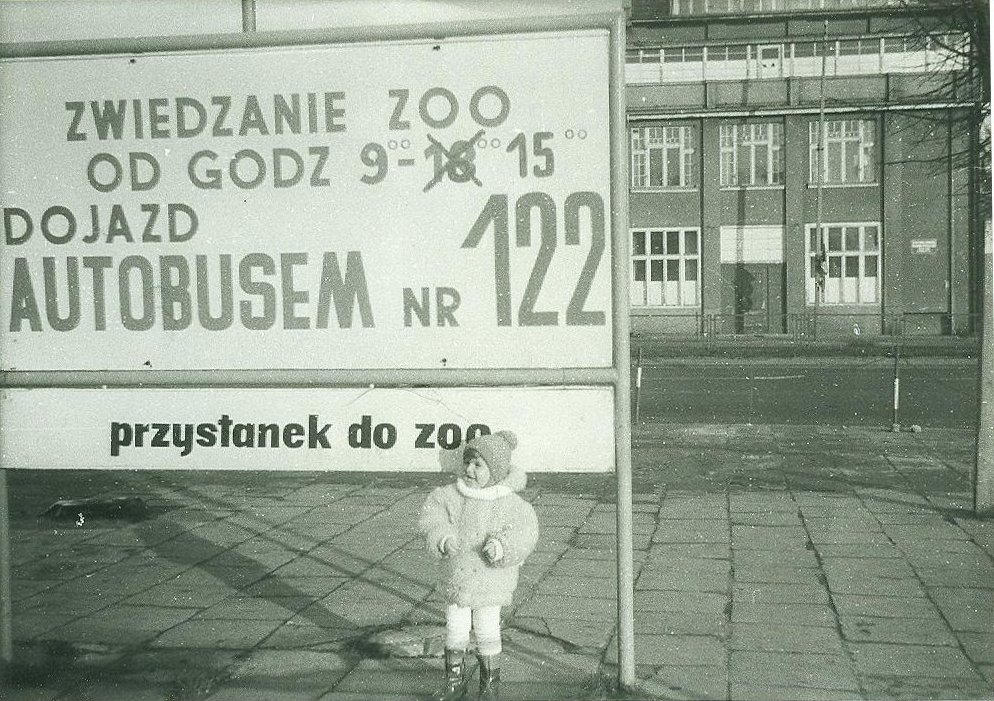 ZWIEDZANIE ZOO
OD GODZ 9⁰⁰- 18⁰⁰ 15⁰⁰
DOJAZD
AUTOBUSEM NR 122
przystanek do zoo